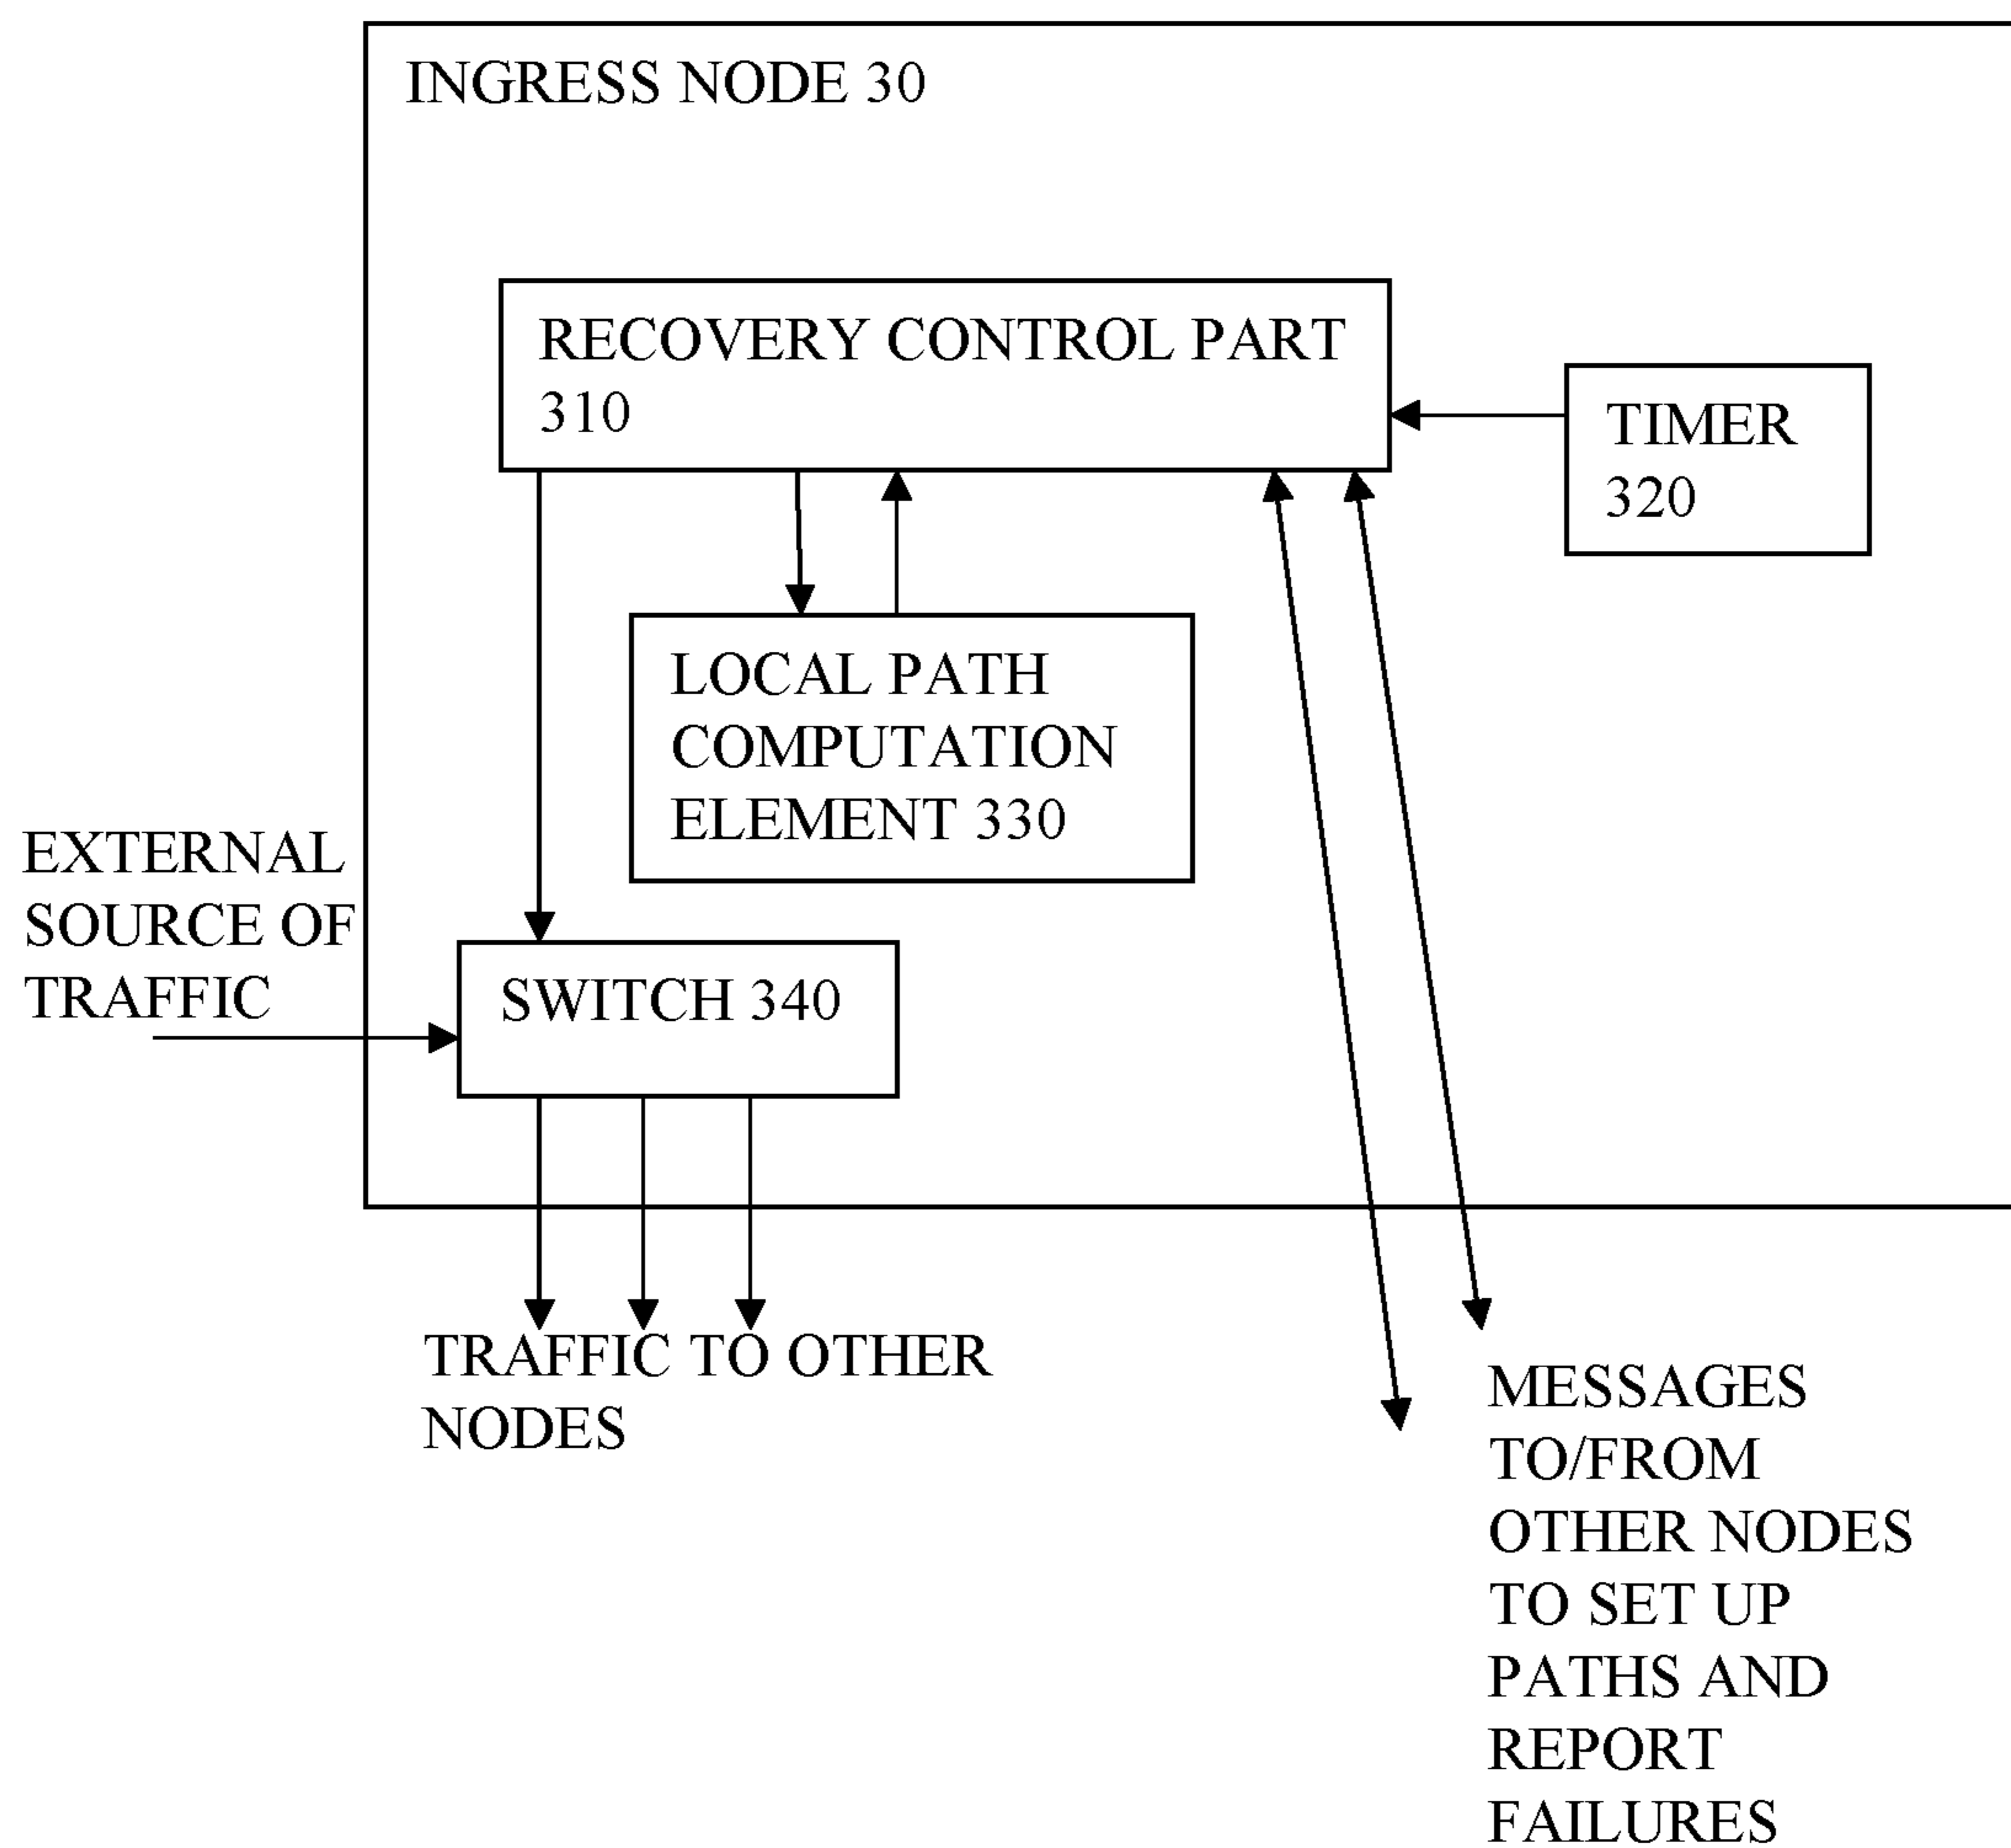 INGRESS NODE 30
RECOVERY CONTROL PART
310
TIMER
320
LOCAL PATH
COMPUTATION
ELEMENT 330
EXTERNAL
SOURCE OF
TRAFFIC
SWITCH 340
TRAFFIC TO OTHER
NODES
MESSAGES
TO/FROM
OTHER NODES
TO SET UP
PATHS AND
REPORT
FAILURES